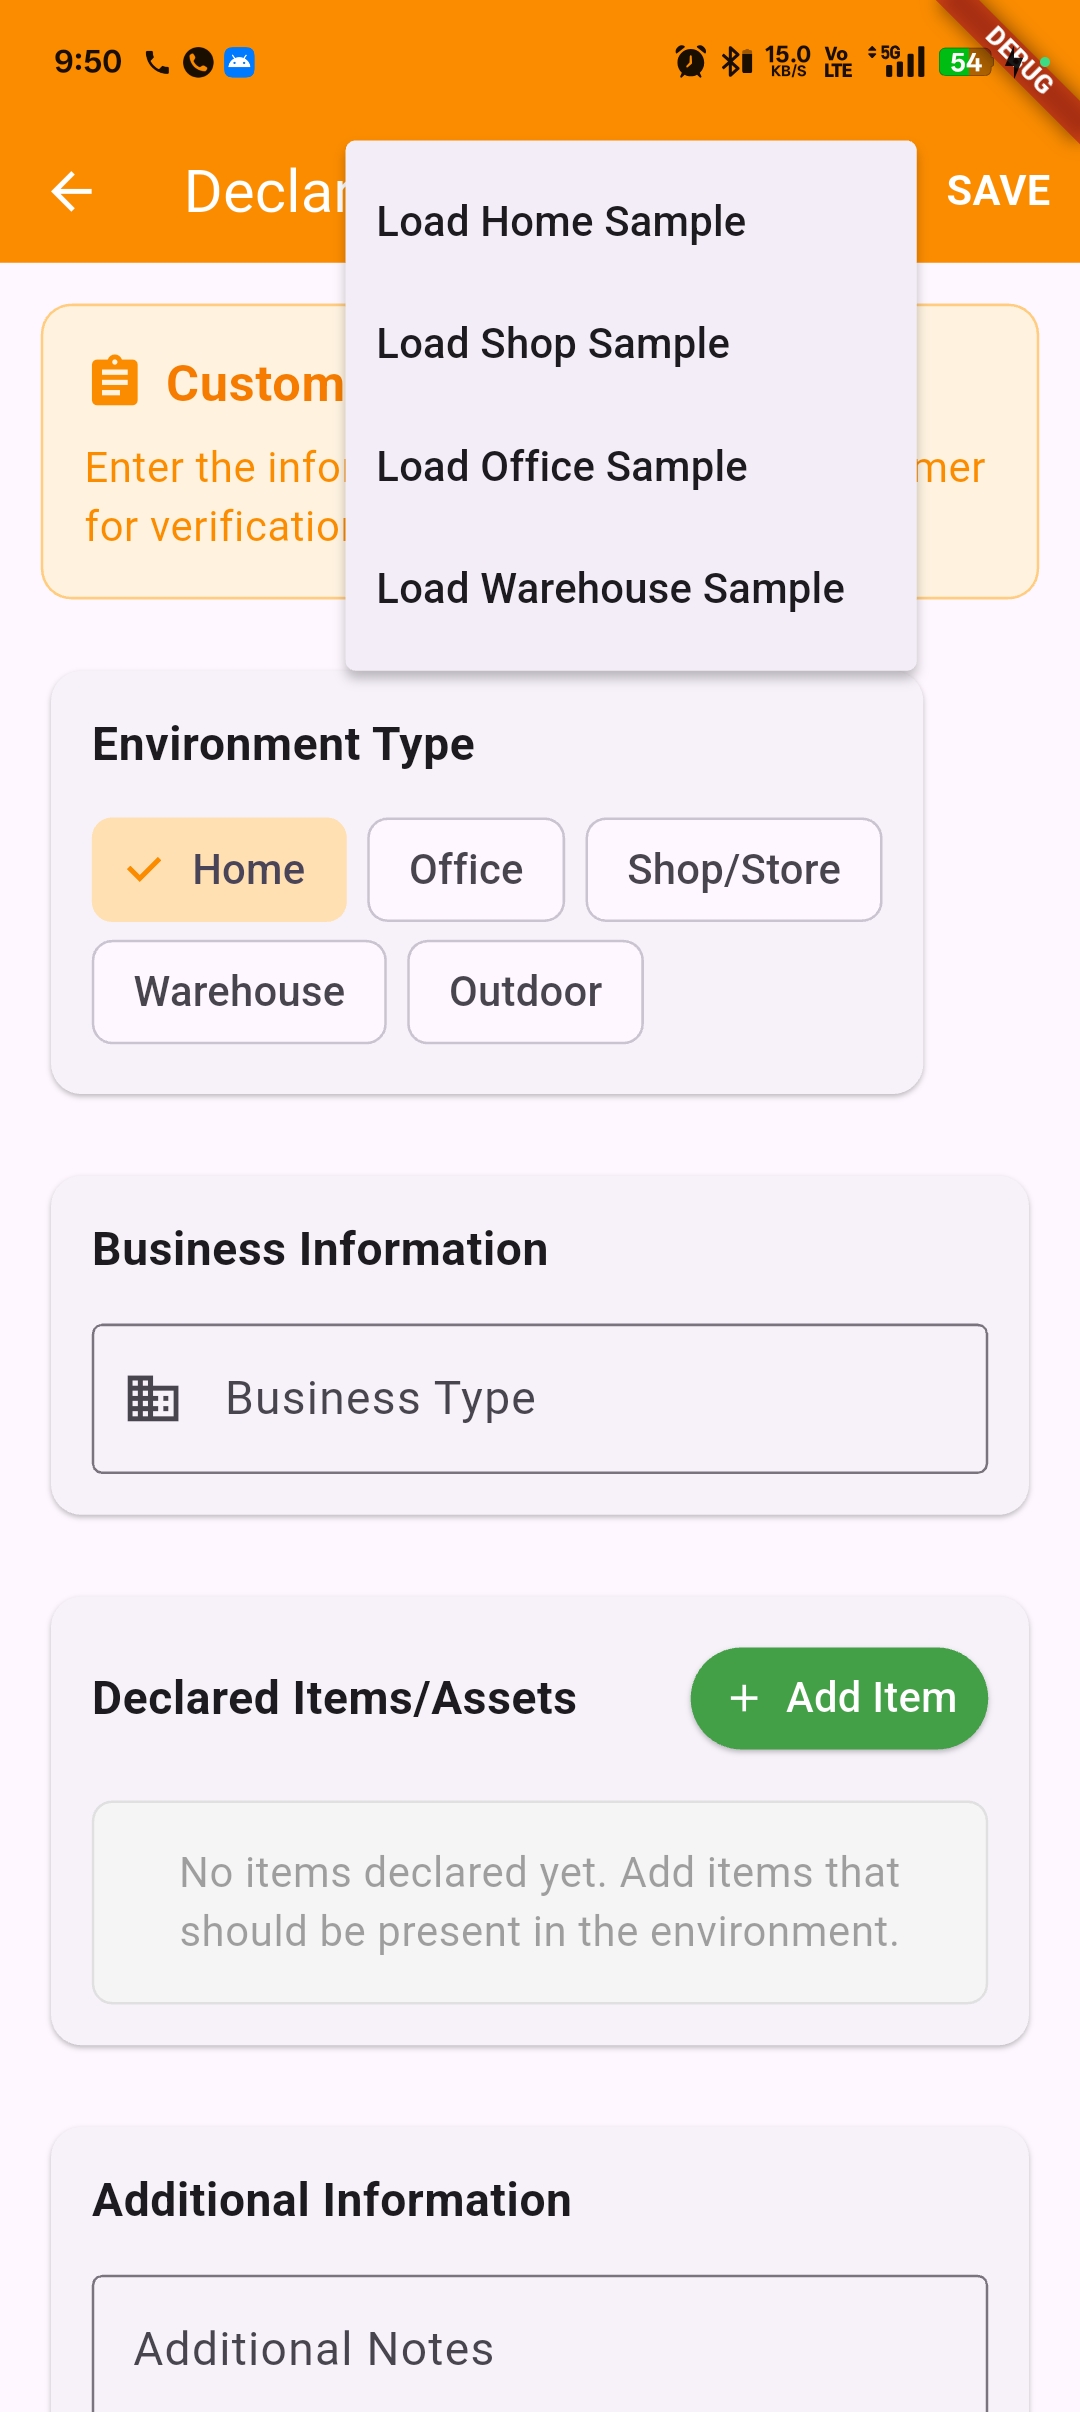 9:50
15.0
KB/S
Vo
LTE
5G
54
DEBUG
Declar
SAVE
Load Home Sample
Load Shop Sample
Load Office Sample
Load Warehouse Sample
Custom
Enter the infor
mer
for verification
Environment Type
Home
Office
Shop/Store
Warehouse
Outdoor
Business Information
Business Type
Declared Items/Assets
+ Add Item
No items declared yet. Add items that
should be present in the environment.
Additional Information
Additional Notes